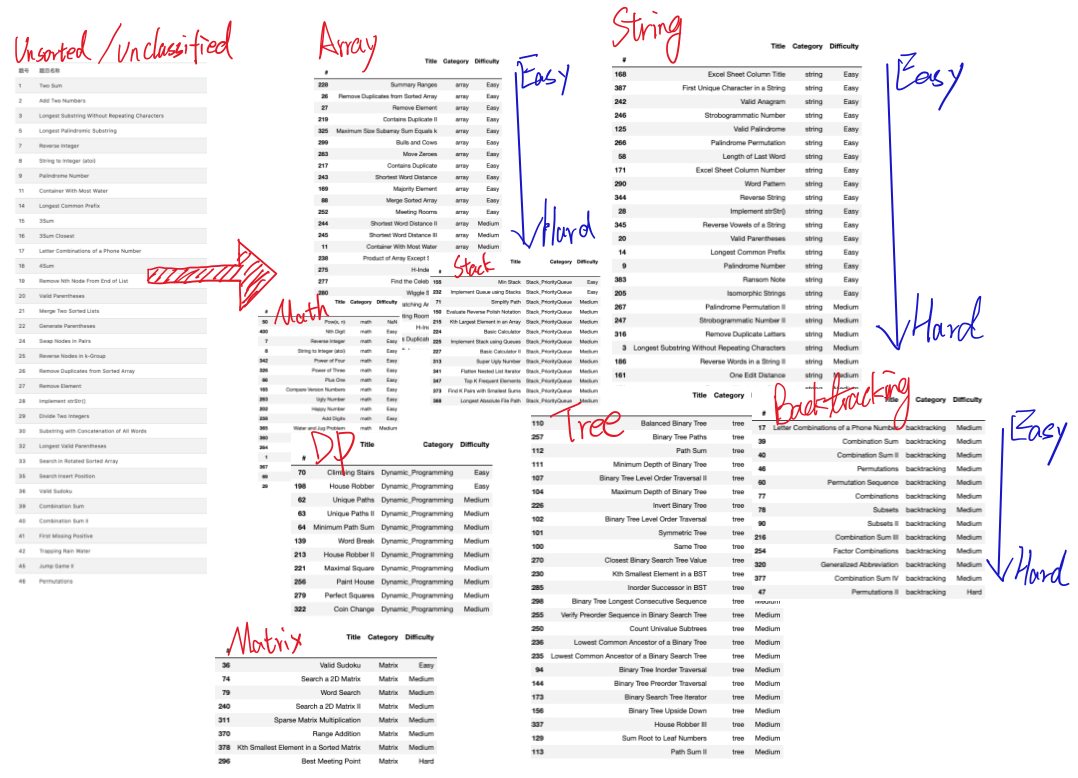 Unsorted / Unclassified
题号 题目名称
1 Two Sum
2 Add Two Numbers
3 Longest Substring Without Repeating Characters
5 Longest Palindromic Substring
7 Reverse Integer
8 String to Integer (atoi)
9 Palindrome Number
11 Container With Most Water
14 Longest Common Prefix
15 3Sum
16 3Sum Closest
17 Letter Combinations of a Phone Number
18 4Sum
19 Remove Nth Node From End of List
20 Valid Parentheses
21 Merge Two Sorted Lists
22 Generate Parentheses
24 Swap Nodes in Pairs
25 Reverse Nodes in k-Group
26 Remove Duplicates from Sorted Array
27 Remove Element
28 Implement strStr()
29 Divide Two Integers
30 Substring with Concatenation of All Words
32 Longest Valid Parentheses
33 Search in Rotated Sorted Array
35 Search Insert Position
36 Valid Sudoku
39 Combination Sum
40 Combination Sum II
41 First Missing Positive
42 Trapping Rain Water
45 Jump Game II
46 Permutations
Array
Title Category Difficulty
#
228 Summary Ranges array Easy
26 Remove Duplicates from Sorted Array array Easy
27 Remove Element array Easy
219 Contains Duplicate II array Easy
325 Maximum Size Subarray Sum Equals k array Easy
299 Bulls and Cows array Easy
283 Move Zeroes array Easy
217 Contains Duplicate array Easy
243 Shortest Word Distance array Easy
169 Majority Element array Easy
88 Merge Sorted Array array Easy
252 Meeting Rooms array Easy
244 Shortest Word Distance II array Medium
245 Shortest Word Distance III array Medium
11 Container With Most Water array Medium
238 Product of Array Except S
275 H-Inde
277 Find the Celeb
280 Wiggle S
Easy
Hard
Stack
Title Category Difficulty
#
155 Min Stack Stack_PriorityQueue Easy
232 Implement Queue using Stacks Stack_PriorityQueue Easy
71 Simplify Path Stack_PriorityQueue Medium
150 Evaluate Reverse Polish Notation Stack_PriorityQueue Medium
215 Kth Largest Element in an Array Stack_PriorityQueue Medium
224 Basic Calculator Stack_PriorityQueue Medium
225 Implement Stack using Queues Stack_PriorityQueue Medium
227 Basic Calculator II Stack_PriorityQueue Medium
313 Super Ugly Number Stack_PriorityQueue Medium
341 Flatten Nested List Iterator Stack_PriorityQueue Medium
347 Top K Frequent Elements Stack_PriorityQueue Medium
373 Find K Pairs with Smallest Sums Stack_PriorityQueue Medium
388 Longest Absolute File Path Stack_PriorityQueue Medium
Math
Title Category Difficulty
#
50 Pow(x, n) math NaN
400 Nth Digit math Easy
7 Reverse Integer math Easy
8 String to Integer (atoi) math Easy
342 Power of Four math Easy
326 Power of Three math Easy
66 Plus One math Easy
165 Compare Version Numbers math Easy
263 Ugly Number math Easy
202 Happy Number math Easy
258 Add Digits math Easy
365 Water and Jug Problem math Medium
360
364
1
367
69
29
DP
Title Category Difficulty
#
70 Climbing Stairs Dynamic_Programming Easy
198 House Robber Dynamic_Programming Easy
62 Unique Paths Dynamic_Programming Medium
63 Unique Paths II Dynamic_Programming Medium
64 Minimum Path Sum Dynamic_Programming Medium
139 Word Break Dynamic_Programming Medium
213 House Robber II Dynamic_Programming Medium
221 Maximal Square Dynamic_Programming Medium
256 Paint House Dynamic_Programming Medium
279 Perfect Squares Dynamic_Programming Medium
322 Coin Change Dynamic_Programming Medium
Matrix
Title Category Difficulty
#
36 Valid Sudoku Matrix Easy
74 Search a 2D Matrix Matrix Medium
79 Word Search Matrix Medium
240 Search a 2D Matrix II Matrix Medium
311 Sparse Matrix Multiplication Matrix Medium
370 Range Addition Matrix Medium
378 Kth Smallest Element in a Sorted Matrix Matrix Medium
296 Best Meeting Point Matrix Hard
String
Title Category Difficulty
#
168 Excel Sheet Column Title string Easy
387 First Unique Character in a String string Easy
242 Valid Anagram string Easy
246 Strobogrammatic Number string Easy
125 Valid Palindrome string Easy
266 Palindrome Permutation string Easy
58 Length of Last Word string Easy
171 Excel Sheet Column Number string Easy
290 Word Pattern string Easy
344 Reverse String string Easy
28 Implement strStr() string Easy
345 Reverse Vowels of a String string Easy
20 Valid Parentheses string Easy
14 Longest Common Prefix string Easy
9 Palindrome Number string Easy
383 Ransom Note string Easy
205 Isomorphic Strings string Easy
267 Palindrome Permutation II string Medium
247 Strobogrammatic Number II string Medium
316 Remove Duplicate Letters string Medium
3 Longest Substring Without Repeating Characters string Medium
186 Reverse Words in a String II string Medium
161 One Edit Distance string Medium
Easy
Hard
Tree
Title Category
110 Balanced Binary Tree tree
257 Binary Tree Paths tree
112 Path Sum tree
111 Minimum Depth of Binary Tree tree
107 Binary Tree Level Order Traversal II tree
104 Maximum Depth of Binary Tree tree
226 Invert Binary Tree tree
102 Binary Tree Level Order Traversal tree
101 Symmetric Tree tree
100 Same Tree tree
270 Closest Binary Search Tree Value tree
230 Kth Smallest Element in a BST tree
285 Inorder Successor in BST tree
298 Binary Tree Longest Consecutive Sequence tree Medium
255 Verify Preorder Sequence in Binary Search Tree tree Medium
250 Count Univalue Subtrees tree Medium
236 Lowest Common Ancestor of a Binary Tree tree Medium
235 Lowest Common Ancestor of a Binary Search Tree tree Medium
94 Binary Tree Inorder Traversal tree Medium
144 Binary Tree Preorder Traversal tree Medium
173 Binary Search Tree Iterator tree Medium
156 Binary Tree Upside Down tree Medium
337 House Robber III tree Medium
129 Sum Root to Leaf Numbers tree Medium
113 Path Sum II tree Medium
Backtracking
Title Category Difficulty
#
17 Letter Combinations of a Phone Number backtracking Medium
39 Combination Sum backtracking Medium
40 Combination Sum II backtracking Medium
46 Permutations backtracking Medium
60 Permutation Sequence backtracking Medium
77 Combinations backtracking Medium
78 Subsets backtracking Medium
90 Subsets II backtracking Medium
216 Combination Sum III backtracking Medium
254 Factor Combinations backtracking Medium
320 Generalized Abbreviation backtracking Medium
377 Combination Sum IV backtracking Medium
47 Permutations II backtracking Hard
Easy
Hard